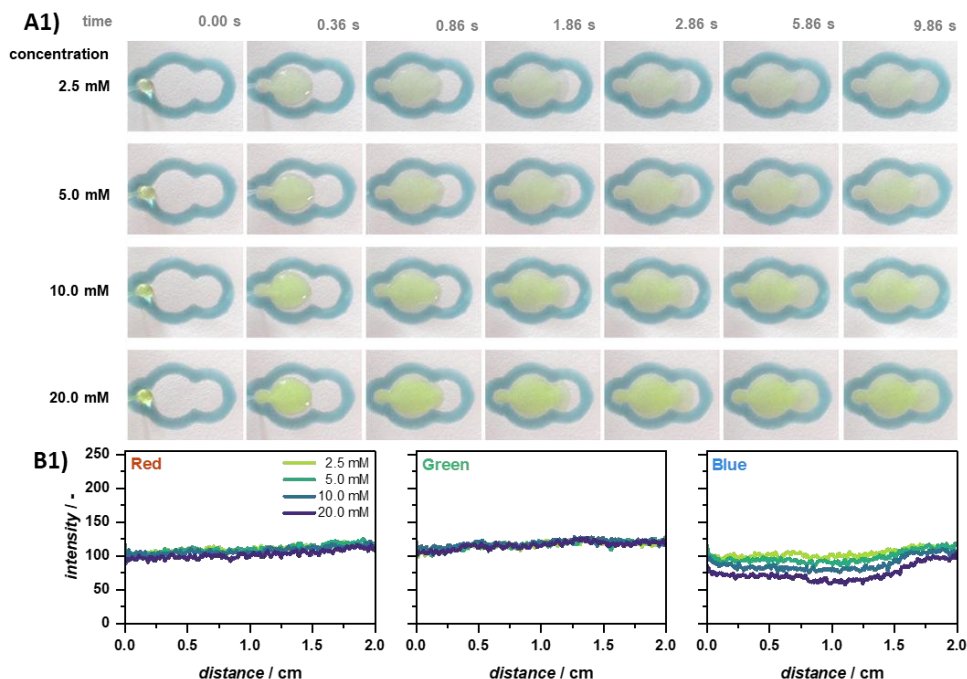 A1)
time 0.00 s 0.36 s 0.86 s 1.86 s 2.86 s 5.86 s 9.86 s
concentration
2.5 mM
5.0 mM
10.0 mM
20.0 mM
B1)
Red Green Blue
2.5 mM
5.0 mM
10.0 mM
20.0 mM
intensity / -
250
200
150
100
50
0
0.0 0.5 1.0 1.5 2.0 0.0 0.5 1.0 1.5 2.0 0.0 0.5 1.0 1.5 2.0
distance / cm distance / cm distance / cm